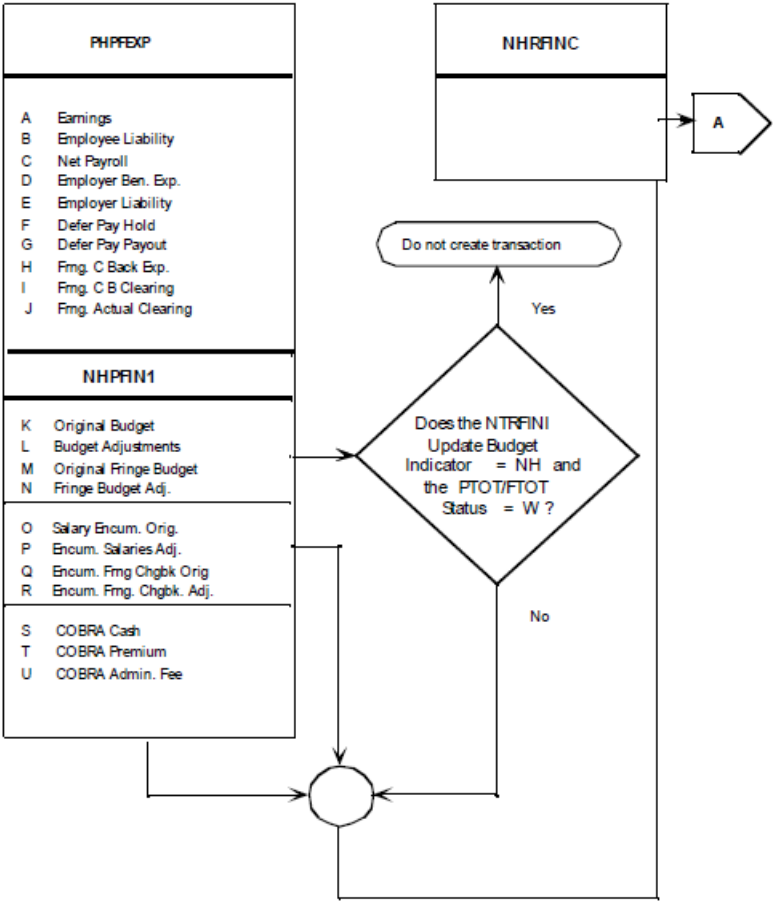 PHPFEXP
A Earnings
B Employee Liability
C Net Payroll
D Employer Ben. Exp.
E Employer Liability
F Defer Pay Hold
G Defer Pay Payout
H Frng. C Back Exp.
I Frng. C B Clearing
J Frng. Actual Clearing
NHPFIN1
K Original Budget
L Budget Adjustments
M Original Fringe Budget
N Fringe Budget Adj.
O Salary Encum. Orig.
P Encum. Salaries Adj.
Q Encum. Frng Chgbk Orig
R Encum. Frng. Chgbk. Adj.
S COBRA Cash
T COBRA Premium
U COBRA Admin. Fee
NHRFINC
A
Do not create transaction
Yes
Does the NTRFINI
Update Budget
Indicator = NH and
the PTOT/FTOT
Status = W ?
No